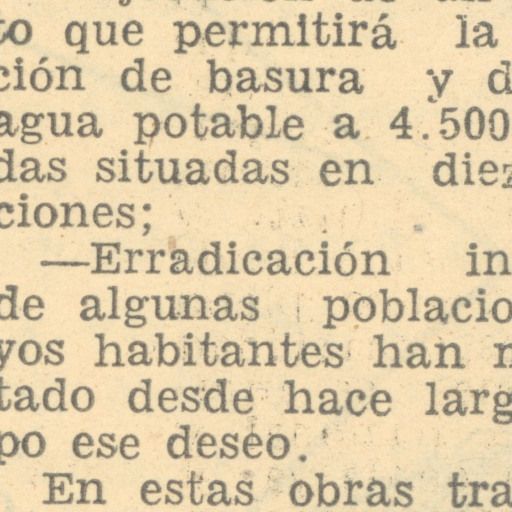 to que permitirá la
ción de basura y d
agua potable a 4.500
das situadas en diez
ciones;
—Erradicación in
de algunas poblacio
yos habitantes han
tado desde hace larg
po ese deseo.
En estas obras tra